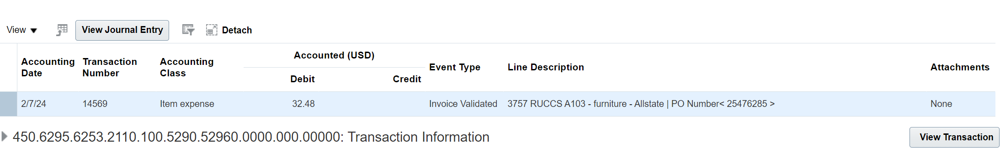 View View Journal Entry Detach
Accounted (USD)
Accounting Date Transaction Number Accounting Class Debit Credit Event Type Line Description Attachments
2/7/24 14569 Item expense 32.48 Invoice Validated 3757 RUCCS A103 - furniture - Allstate | PO Number< 25476285 > None
450.6295.6253.2110.100.5290.52960.0000.000.00000: Transaction Information View Transaction